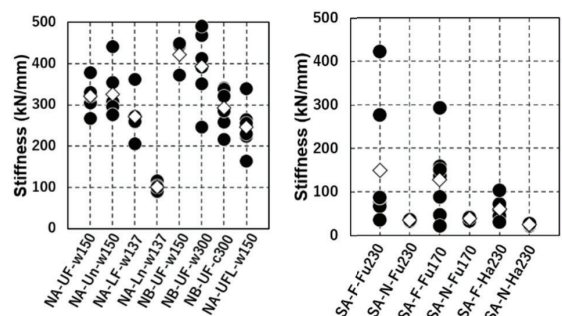 500
400
300
200
100
0
Stiffness (kN/mm)
NA-UF-w150
NA-Un-w150
NA-LF-w137
NA-Ln-w137
NB-UF-w150
NB-UF-w300
NB-UF-c300
NA-UFL-w150
500
400
300
200
100
0
Stiffness (kN/mm)
SA-F-Fu230
SA-N-Fu230
SA-F-Fu170
SA-N-Fu170
SA-F-Ha230
SA-N-Ha230